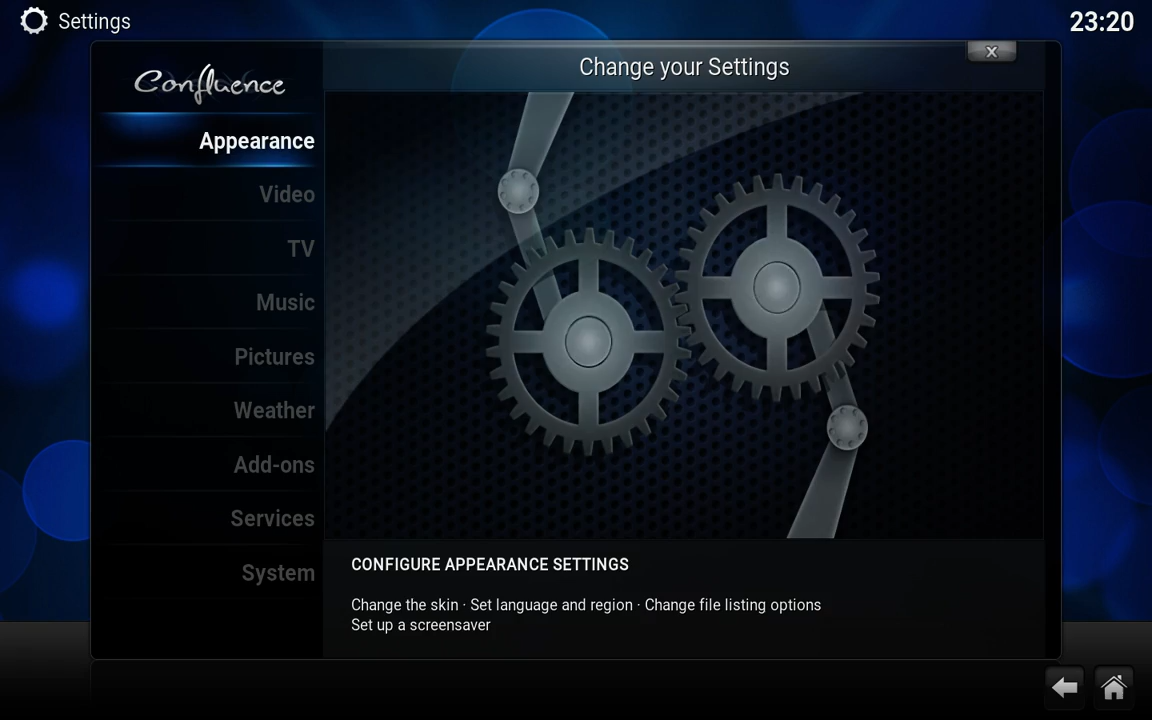 Settings
23:20
Confluence
Change your Settings
x
Appearance
Video
TV
Music
Pictures
Weather
Add-ons
Services
System
CONFIGURE APPEARANCE SETTINGS
Change the skin · Set language and region · Change file listing options
Set up a screensaver